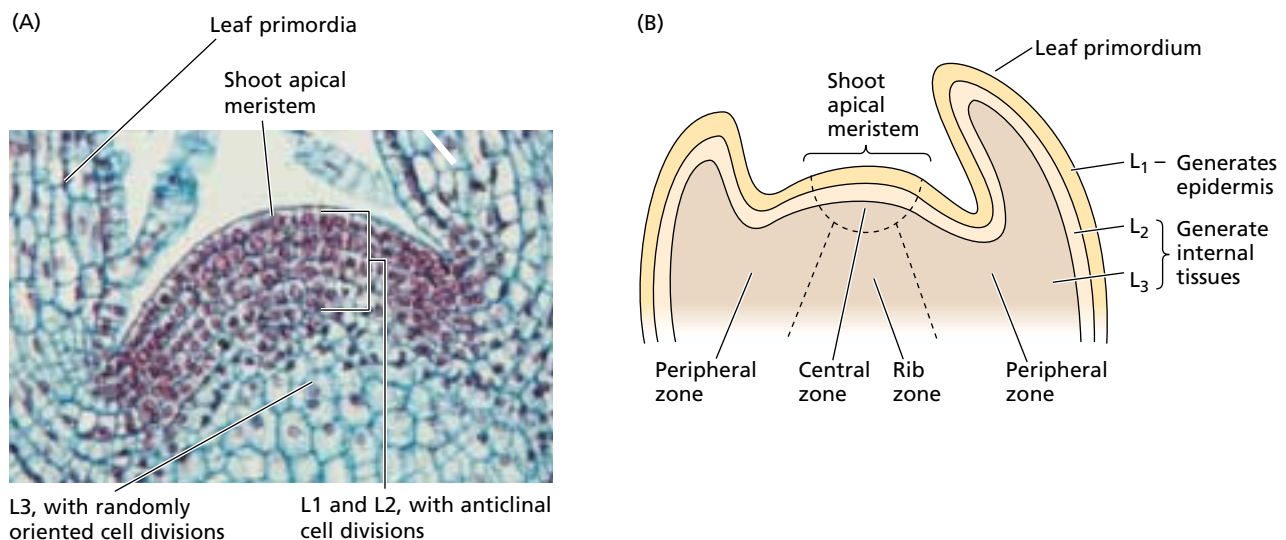 (A)
Leaf primordia
Shoot apical
meristem
L3, with randomly
oriented cell divisions
L1 and L2, with anticlinal
cell divisions
(B)
Leaf primordium
Shoot
apical
meristem
L1 – Generates
epidermis
L2
Generate
internal
tissues
L3
Peripheral
zone
Central
zone
Rib
zone
Peripheral
zone